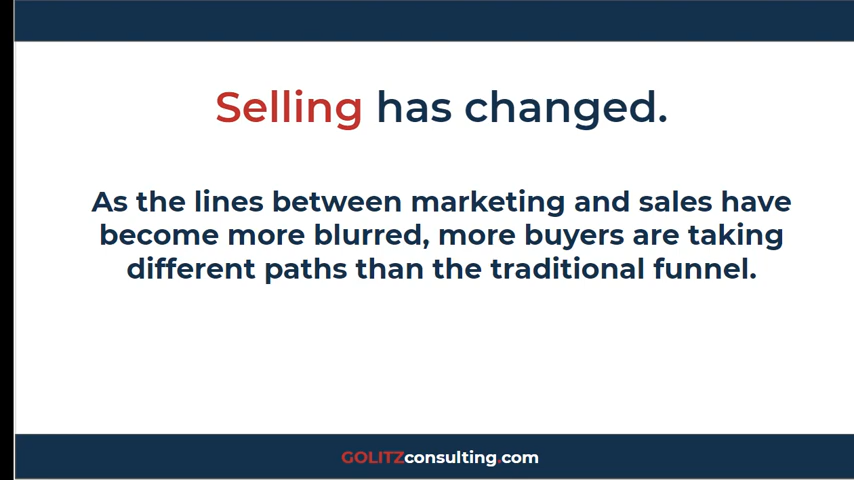 Selling has changed.
As the lines between marketing and sales have
become more blurred, more buyers are taking
different paths than the traditional funnel.
GOLITZconsulting.com